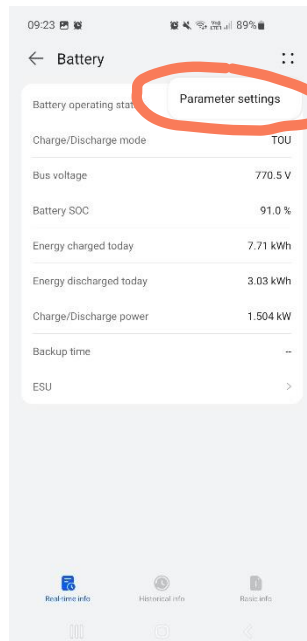 09:23 89%
Battery
Parameter settings
Battery operating stat
Charge/Discharge mode TOU
Bus voltage 770.5 V
Battery SOC 91.0 %
Energy charged today 7.71 kWh
Energy discharged today 3.03 kWh
Charge/Discharge power 1.504 kW
Backup time --
ESU
Real-time info Historical info Basic info